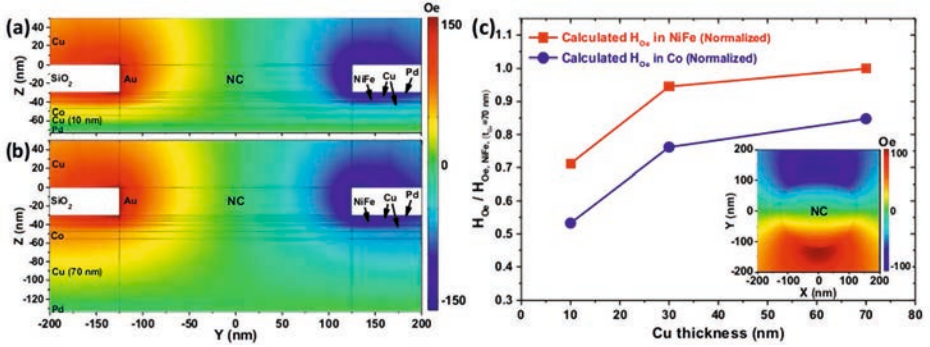 (a)
Oe
150
0
-150
40
20
0
-20
-40
-60
Z (nm)
Cu
SiO2
Au
NC
NiFe
Cu
Pd
Co
Cu (10 nm)
Pd
(b)
40
20
0
-20
-40
-60
-80
-100
-120
Z (nm)
Cu
SiO2
Au
NC
NiFe
Cu
Pd
Co
Cu (70 nm)
Pd
-200 -150 -100 -50 0 50 100 150 200
Y (nm)
(c)
1.1
1.0
0.9
0.8
0.7
0.6
0.5
0.4
0.3
Calculated HOe in NiFe (Normalized)
Calculated HOe in Co (Normalized)
Oe
100
0
-100
200
100
0
-100
-200
Y (nm)
NC
-200 -100 0 100 200
X (nm)
0 10 20 30 40 50 60 70 80
Cu thickness (nm)